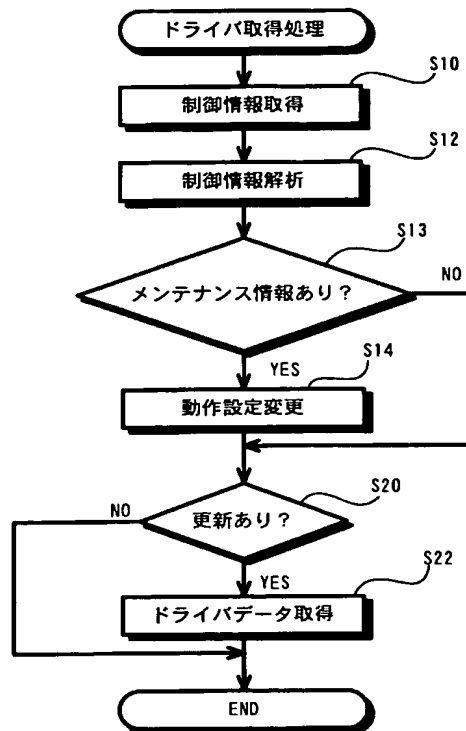 ドライバ取得処理
S10
制御情報取得
S12
制御情報解析
S13
メンテナンス情報あり？
NO
YES
S14
動作設定変更
S20
NO
更新あり？
YES
S22
ドライバデータ取得
END